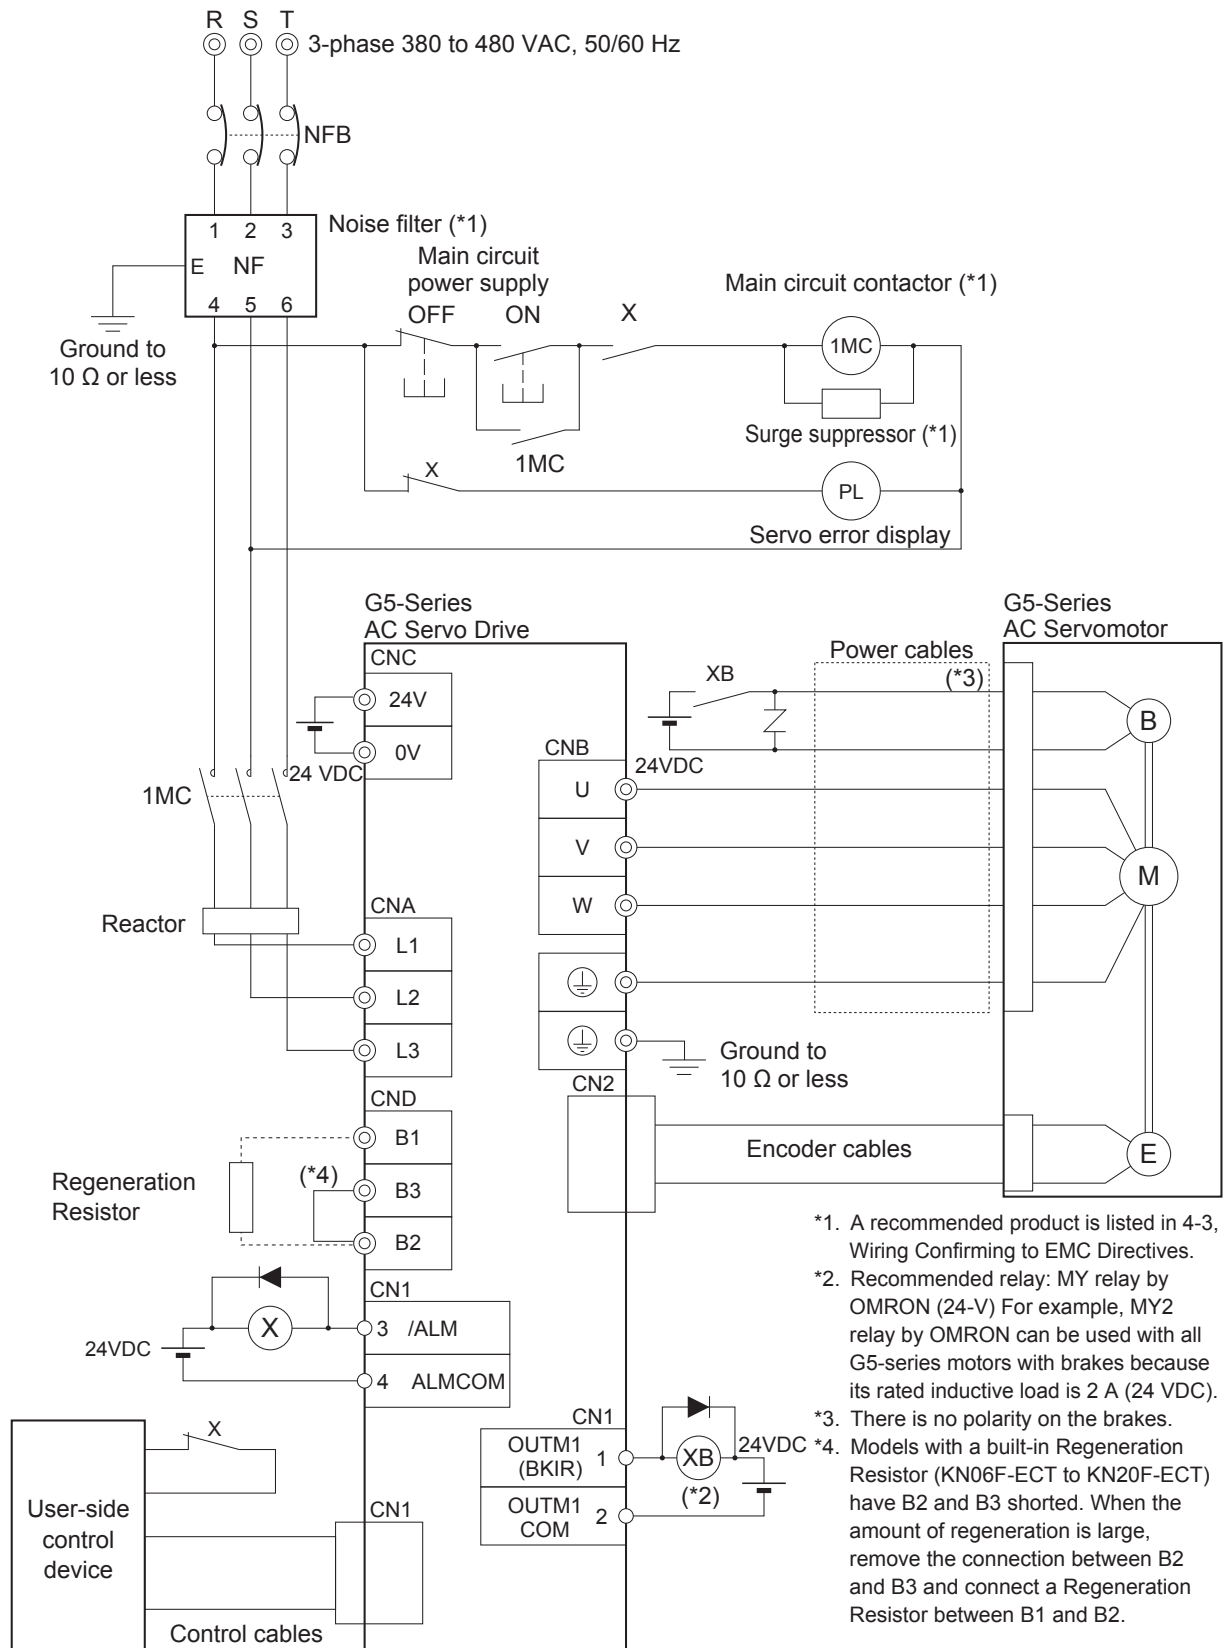 R S T
3-phase 380 to 480 VAC, 50/60 Hz
NFB
1 2 3
Noise filter (*1)
E NF
4 5 6
Ground to
10 Ω or less
Main circuit
power supply
OFF ON X
Main circuit contactor (*1)
1MC
Surge suppressor (*1)
1MC
X
PL
Servo error display
G5-Series
AC Servo Drive
G5-Series
AC Servomotor
CNC
24V
0V
24 VDC
1MC
Reactor
CNA
L1
L2
L3
CND
B1
B3
B2
(*4)
Regeneration
Resistor
CN1
3 /ALM
4 ALMCOM
X
24VDC
X
User-side
control
device
CN1
Control cables
XB
24VDC
Power cables
(*3)
CNB
U
V
W
B
M
E
Ground to
10 Ω or less
CN2
Encoder cables
CN1
OUTM1
(BKIR) 1
OUTM1
COM 2
XB
(*2)
24VDC
*1. A recommended product is listed in 4-3,
Wiring Confirming to EMC Directives.
*2. Recommended relay: MY relay by
OMRON (24-V) For example, MY2
relay by OMRON can be used with all
G5-series motors with brakes because
its rated inductive load is 2 A (24 VDC).
*3. There is no polarity on the brakes.
*4. Models with a built-in Regeneration
Resistor (KN06F-ECT to KN20F-ECT)
have B2 and B3 shorted. When the
amount of regeneration is large,
remove the connection between B2
and B3 and connect a Regeneration
Resistor between B1 and B2.